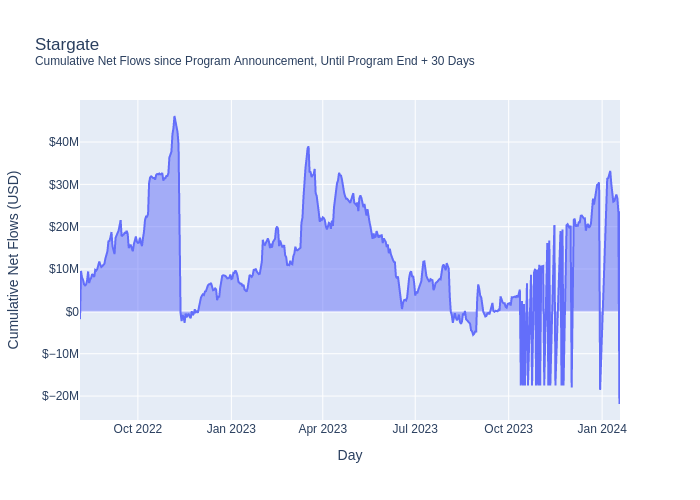 Stargate
Cumulative Net Flows since Program Announcement, Until Program End + 30 Days
Cumulative Net Flows (USD)
$40M
$30M
$20M
$10M
$0
$−10M
$−20M
Oct 2022
Jan 2023
Apr 2023
Jul 2023
Oct 2023
Jan 2024
Day